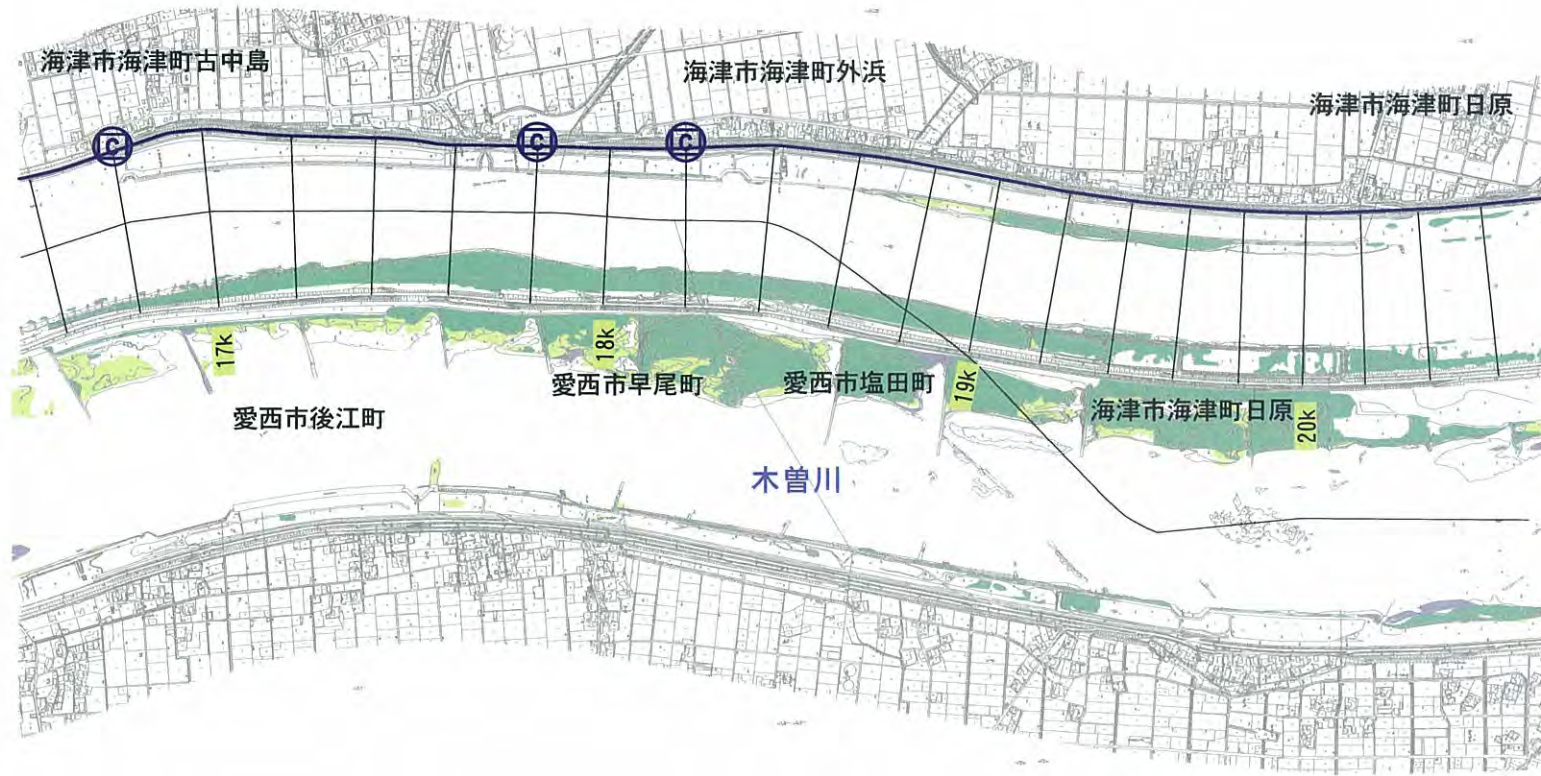 海津市海津町古中島
海津市海津町外浜
海津市海津町日原
C
C
C
17k
18k
19k
20k
愛西市早尾町
愛西市塩田町
海津市海津町日原
愛西市後江町
木曽川